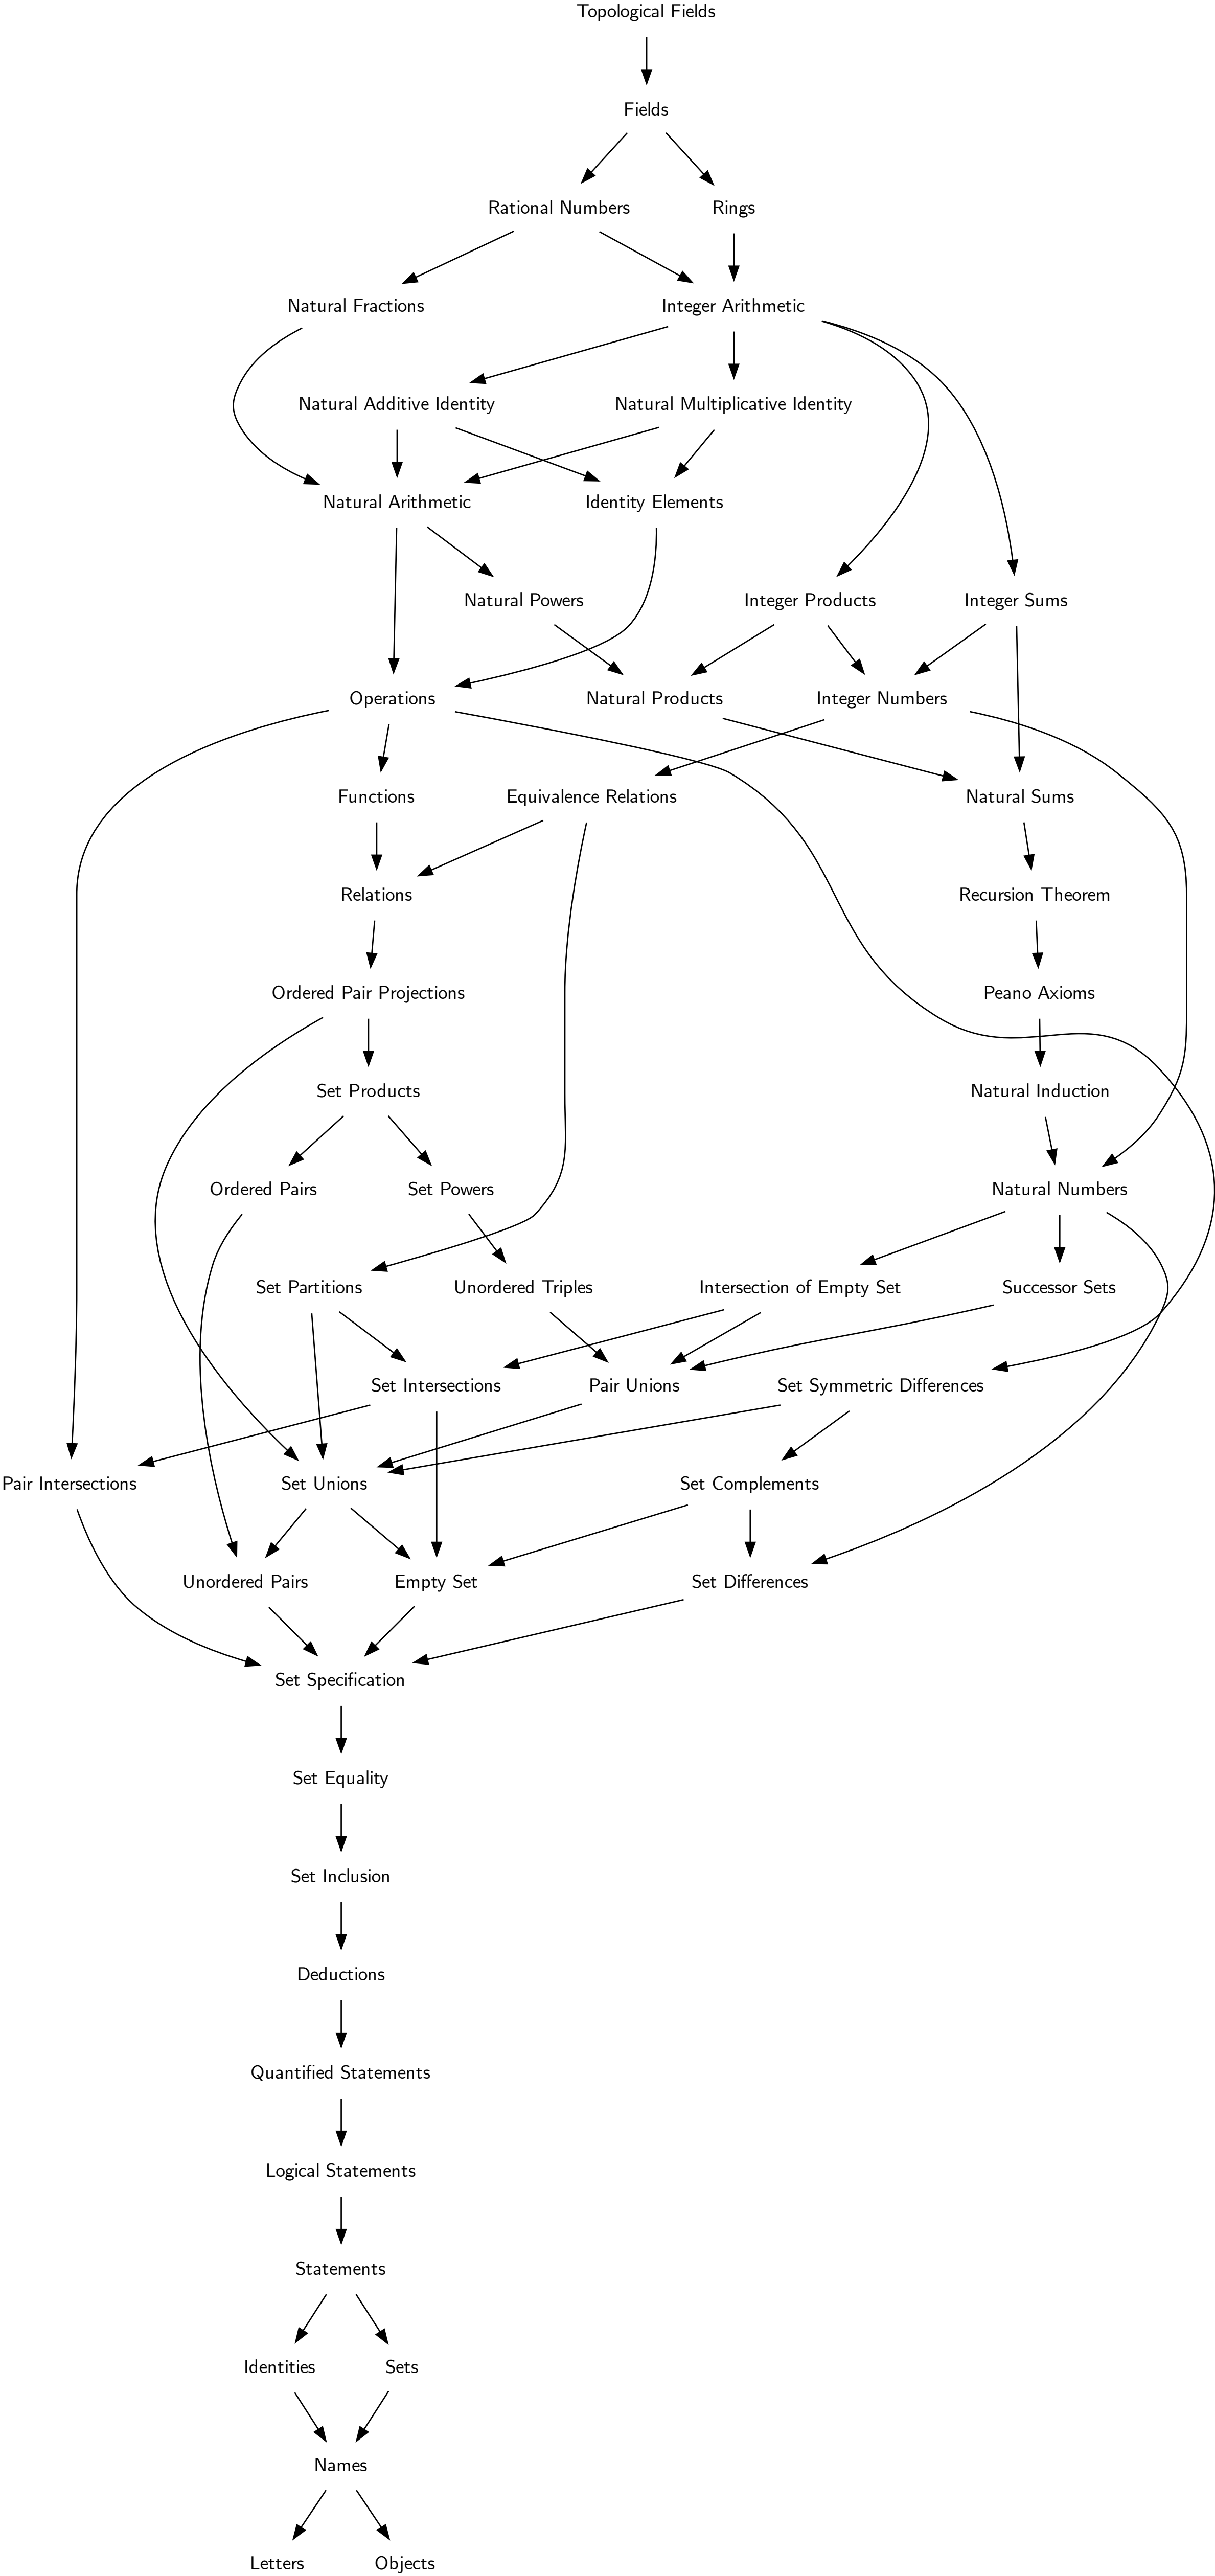 Topological Fields
Fields
Rational Numbers
Rings
Natural Fractions
Integer Arithmetic
Natural Additive Identity
Natural Multiplicative Identity
Natural Arithmetic
Identity Elements
Natural Powers
Integer Products
Integer Sums
Operations
Natural Products
Integer Numbers
Functions
Equivalence Relations
Natural Sums
Relations
Recursion Theorem
Ordered Pair Projections
Peano Axioms
Set Products
Natural Induction
Ordered Pairs
Set Powers
Natural Numbers
Set Partitions
Unordered Triples
Intersection of Empty Set
Successor Sets
Set Intersections
Pair Unions
Set Symmetric Differences
Pair Intersections
Set Unions
Set Complements
Unordered Pairs
Empty Set
Set Differences
Set Specification
Set Equality
Set Inclusion
Deductions
Quantified Statements
Logical Statements
Statements
Identities
Sets
Names
Letters
Objects